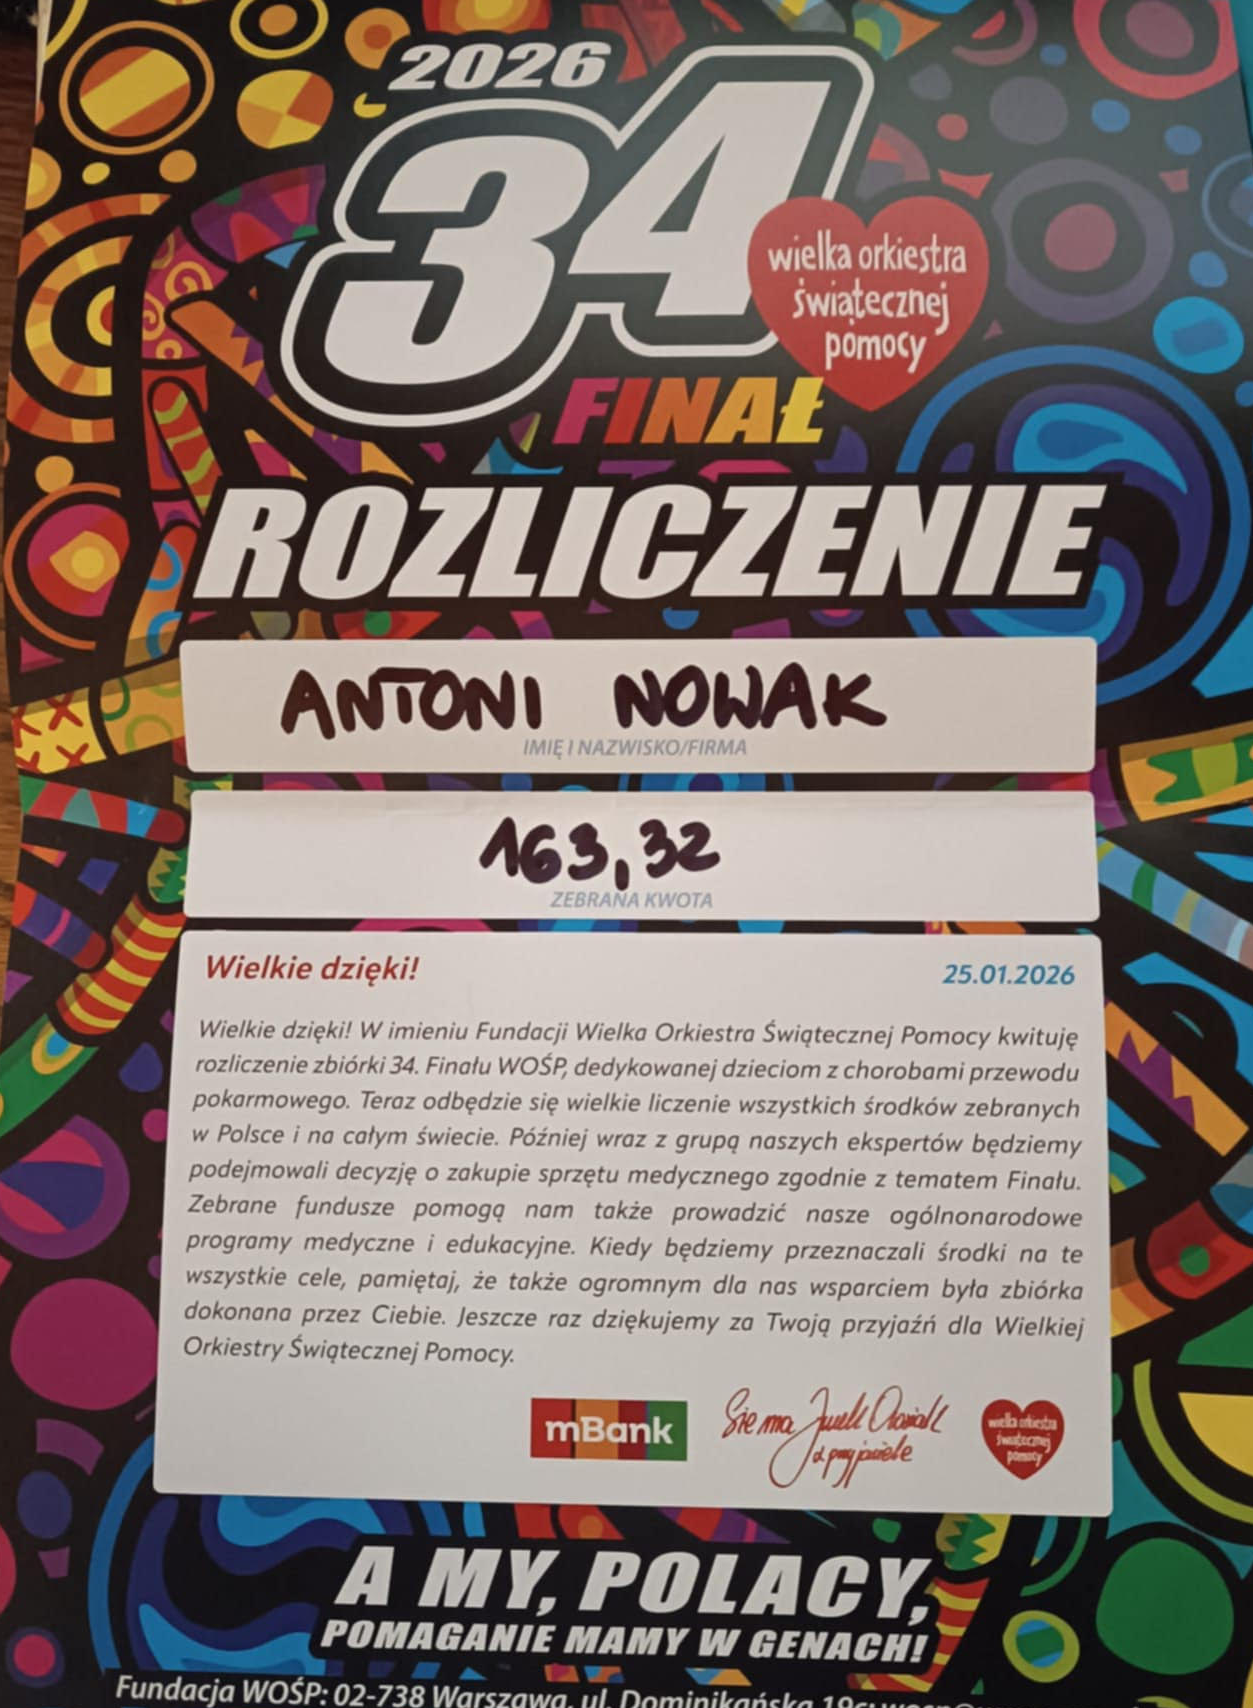 2026
34
wielka orkiestra
świątecznej
pomocy
FINAŁ
ROZLICZENIE
ANTONI NOWAK
IMIĘ I NAZWISKO/FIRMA
163,32
ZEBRANA KWOTA
Wielkie dzięki!
25.01.2026
Wielkie dzięki! W imieniu Fundacji Wielka Orkiestra Świątecznej Pomocy kwituję
rozliczenie zbiórki 34. Finału WOŚP, dedykowanej dzieciom z chorobami przewodu
pokarmowego. Teraz odbędzie się wielkie liczenie wszystkich środków zebranych
w Polsce i na całym świecie. Później wraz z grupą naszych ekspertów będziemy
podejmowali decyzję o zakupie sprzętu medycznego zgodnie z tematem Finału.
Zebrane fundusze pomogą nam także prowadzić nasze ogólnonarodowe
programy medyczne i edukacyjne. Kiedy będziemy przeznaczali środki na te
wszystkie cele, pamiętaj, że także ogromnym dla nas wsparciem była zbiórka
dokonana przez Ciebie. Jeszcze raz dziękujemy za Twoją przyjaźń dla Wielkiej
Orkiestry Świątecznej Pomocy.
mBank
Sie ma Jurek Owsiak
z przyjaciele
wielka orkiestra
świątecznej
pomocy
A MY, POLACY,
POMAGANIE MAMY W GENACH!
Fundacja WOŚP: 02-738 Warszawa, ul. Dominikańska 19c;